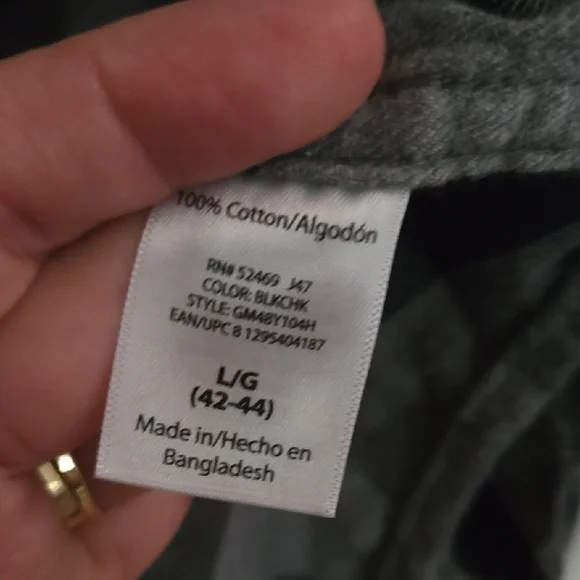 100% Cotton/Algodón
RN# 52469 J47
COLOR: BLKCHK
STYLE: GM48Y104H
EAN/UPC 8 1295404187
L/G
(42-44)
Made in/Hecho en
Bangladesh